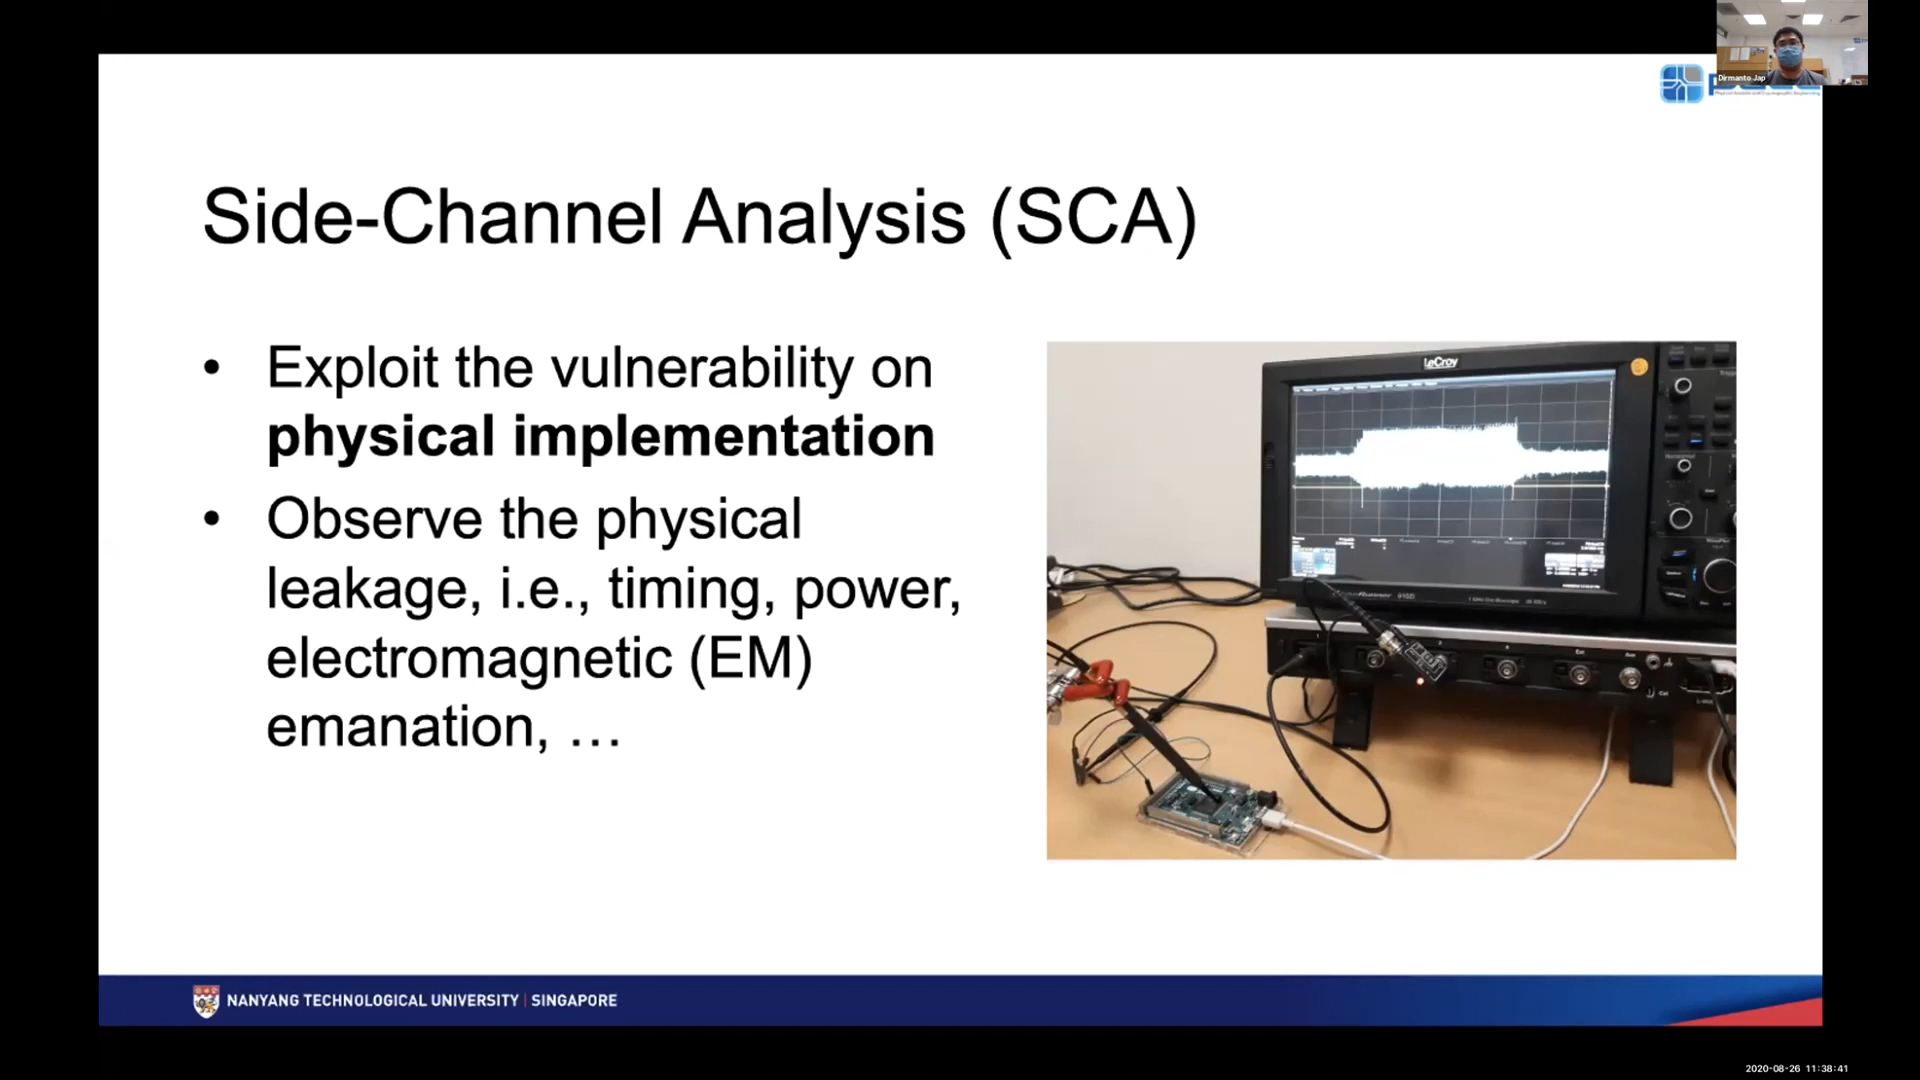 Dirmanto Jap
Side-Channel Analysis (SCA)
• Exploit the vulnerability on
physical implementation
• Observe the physical
leakage, i.e., timing, power,
electromagnetic (EM)
emanation, …
LeCroy
NANYANG TECHNOLOGICAL UNIVERSITY | SINGAPORE
2020-08-26 11:38:41